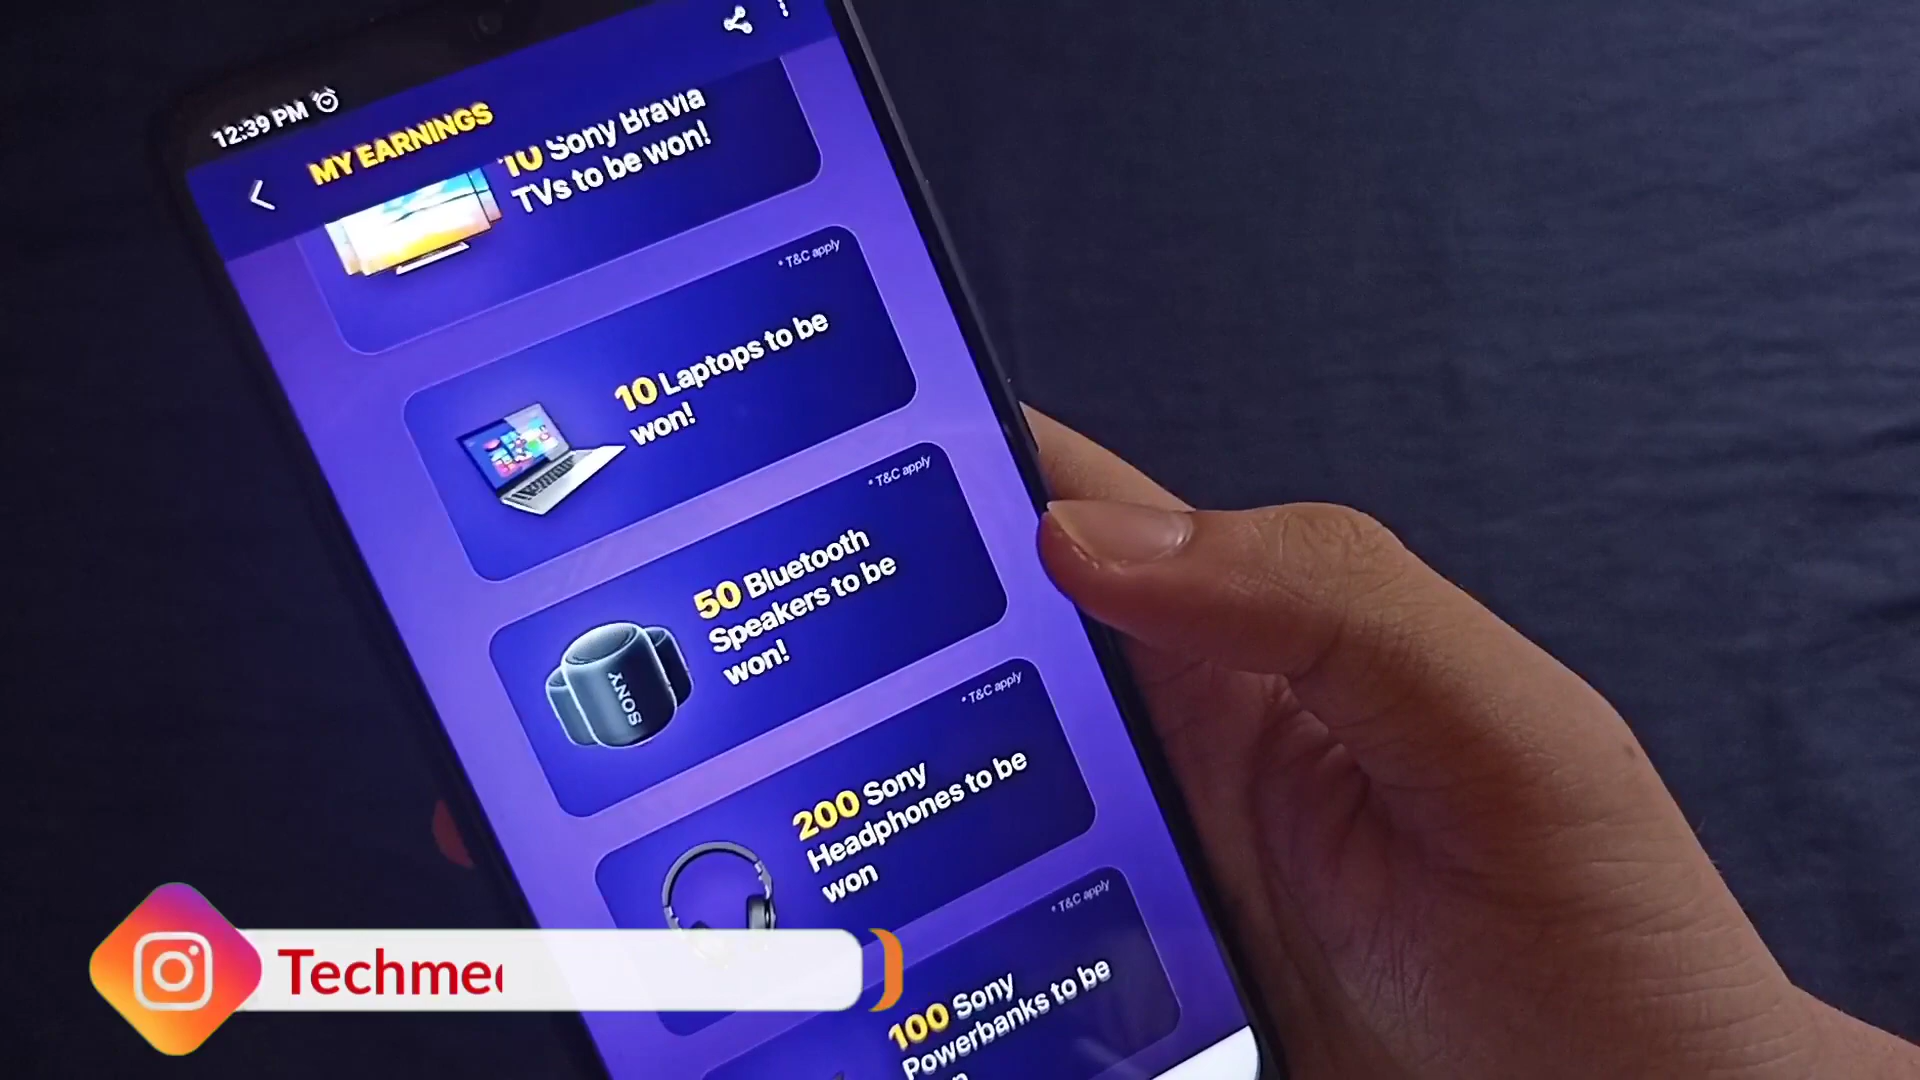 12:39 PM
MY EARNINGS
10 Sony Bravia
TVs to be won!
* T&C apply
10 Laptops to be
won!
* T&C apply
50 Bluetooth
Speakers to be
won!
SONY
* T&C apply
200 Sony
Headphones to be
won
* T&C apply
100 Sony
Powerbanks to be
Techme